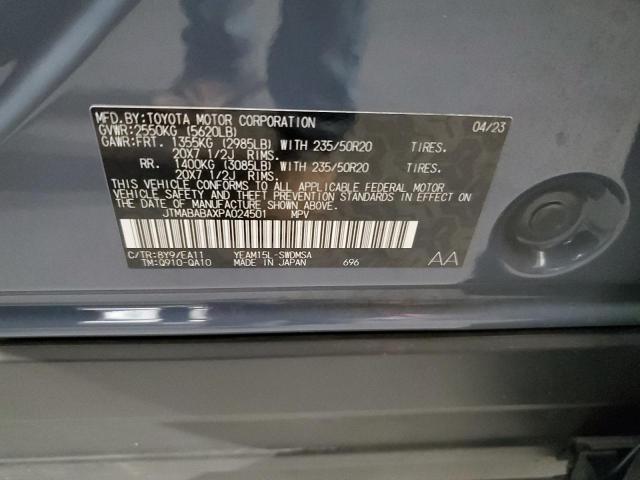 MFD.BY:TOYOTA MOTOR CORPORATION 04/23
GVWR:2550KG (5620LB)
GAWR:FRT. 1355KG (2985LB) WITH 235/50R20 TIRES.
20X7 1/2J RIMS.
RR. 1400KG (3085LB) WITH 235/50R20 TIRES.
20X7 1/2J RIMS.
THIS VEHICLE CONFORMS TO ALL APPLICABLE FEDERAL MOTOR
VEHICLE SAFETY AND THEFT PREVENTION STANDARDS IN EFFECT ON
THE DATE OF MANUFACTURE SHOWN ABOVE.
JTMABABAXPA024501 MPV
C/TR:8Y9/EA11 YEAM15L-SWDMSA
TM:Q910-QA10 MADE IN JAPAN 696 AA